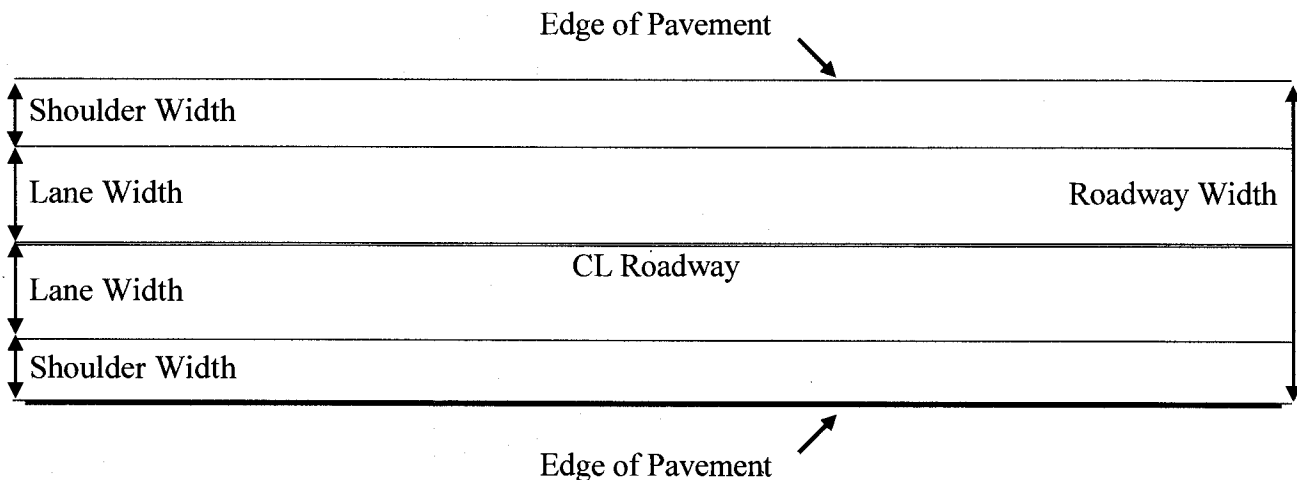 Edge of Pavement
Shoulder Width
Lane Width
Roadway Width
CL Roadway
Lane Width
Shoulder Width
Edge of Pavement